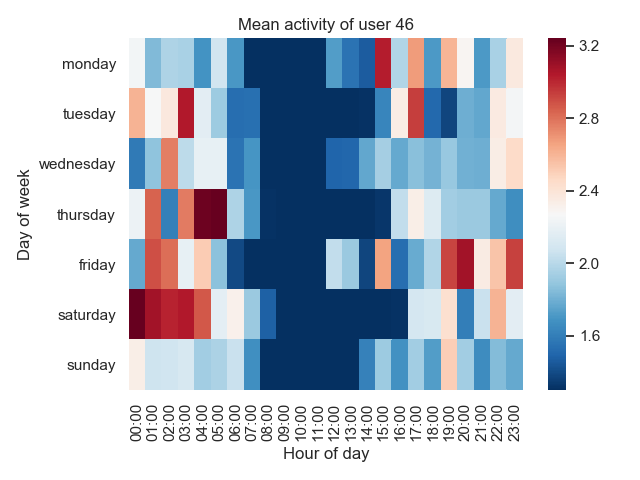 Mean activity of user 46
Day of week
monday
tuesday
wednesday
thursday
friday
saturday
sunday
00:00
01:00
02:00
03:00
04:00
05:00
06:00
07:00
08:00
09:00
10:00
11:00
12:00
13:00
14:00
15:00
16:00
17:00
18:00
19:00
20:00
21:00
22:00
23:00
Hour of day
3.2
2.8
2.4
2.0
1.6